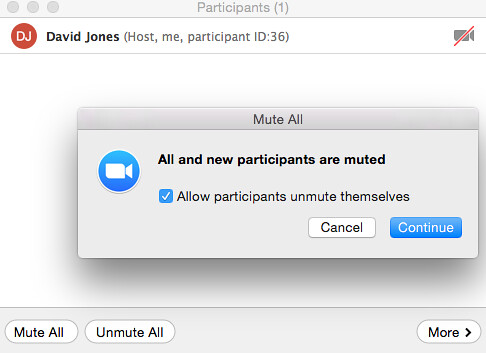 Participants (1)
DJ David Jones (Host, me, participant ID:36)
Mute All
All and new participants are muted
Allow participants unmute themselves
Cancel Continue
Mute All Unmute All More >